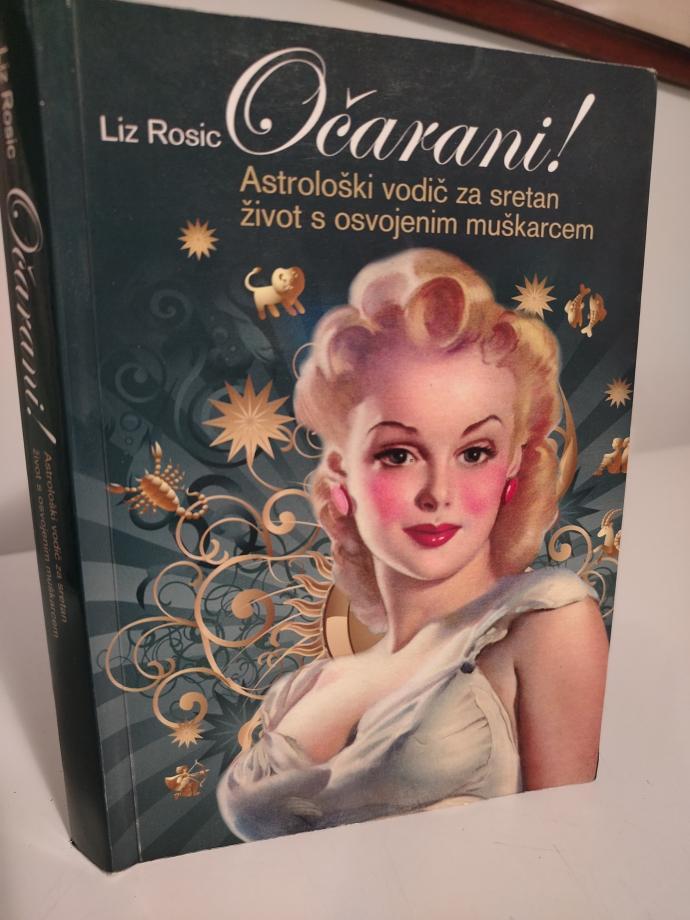 Liz Rosic
Očarani!
Astrološki vodič za sretan
život s osvojenim muškarcem
Liz Rosic
Očarani!
Astrološki vodič za sretan
život s osvojenim muškarcem